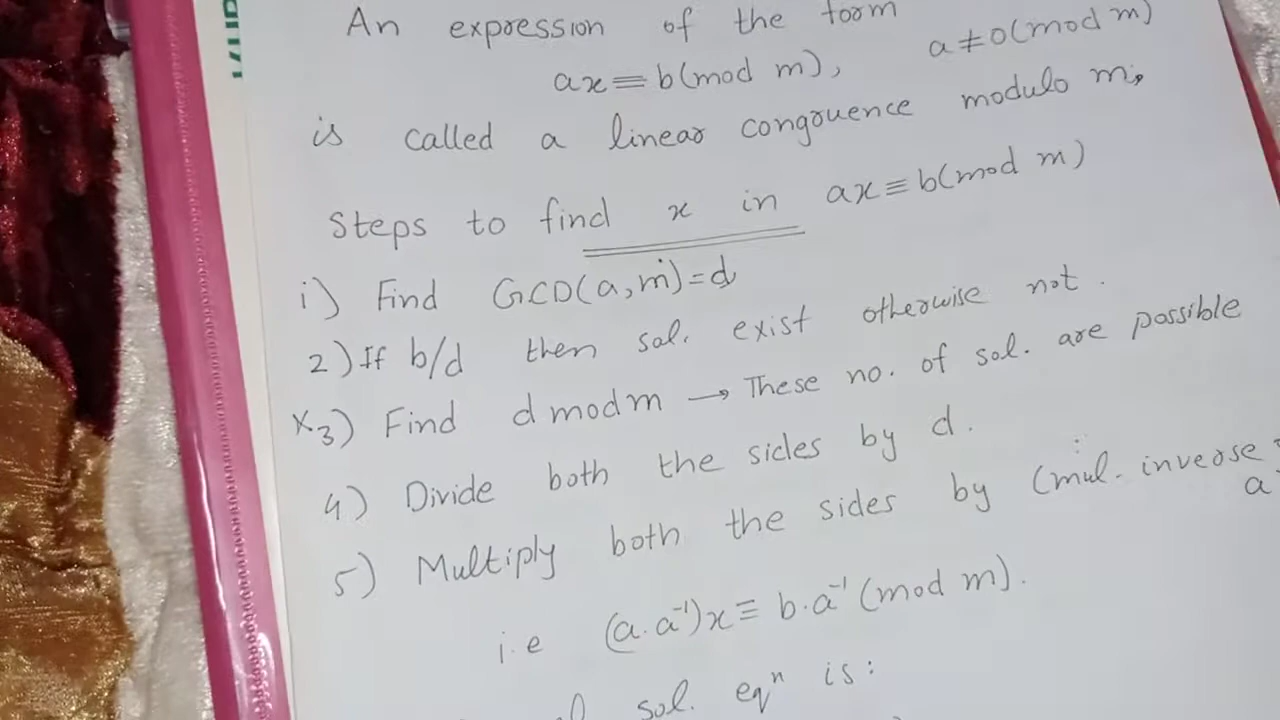 An expression of the form
ax ≡ b(mod m), a ≠ 0(mod m)
is called a linear congruence modulo m,
Steps to find x in ax ≡ b(mod m)
i) Find GCD(a, m) = d
2) If b/d then sol. exist otherwise not.
x3) Find d mod m → These no. of sol. are possible
4) Divide both the sides by d.
5) Multiply both the sides by (mul. inverse
a
i.e (a.a⁻¹)x ≡ b.a⁻¹ (mod m).
sol. eqⁿ is: